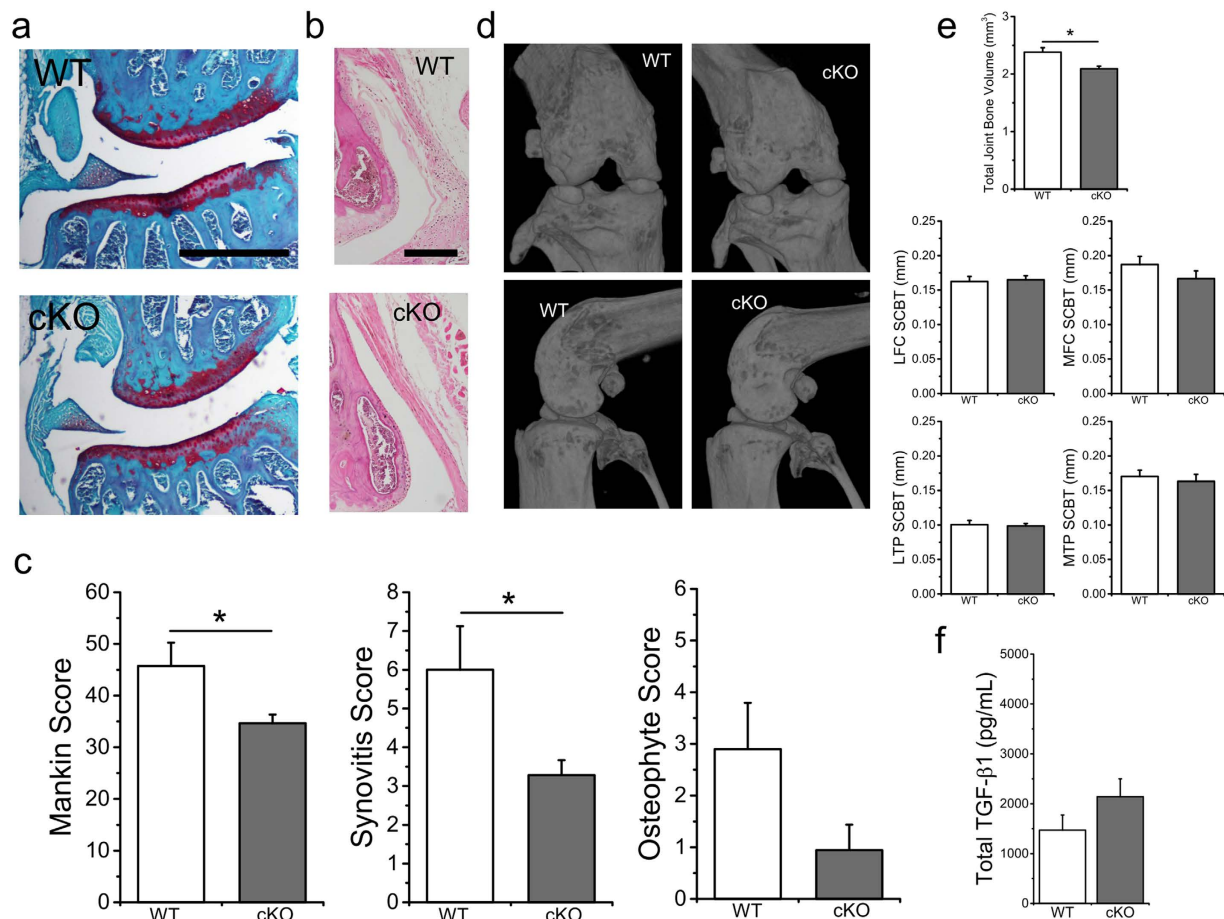 a
WT
cKO
b
WT
cKO
d
WT
cKO
WT
cKO
e
Total Joint Bone Volume (mm³)
3
2
1
0
*
WT
cKO
LFC SCBT (mm)
0.25
0.20
0.15
0.10
0.05
0.00
WT
cKO
MFC SCBT (mm)
0.25
0.20
0.15
0.10
0.05
0.00
WT
cKO
LTP SCBT (mm)
0.25
0.20
0.15
0.10
0.05
0.00
WT
cKO
MTP SCBT (mm)
0.25
0.20
0.15
0.10
0.05
0.00
WT
cKO
c
Mankin Score
60
50
45
40
35
30
25
20
15
10
0
*
WT
cKO
Synovitis Score
8
7
6
5
4
3
2
1
0
*
WT
cKO
Osteophyte Score
6
5
4
3
2
1
0
WT
cKO
f
Total TGF-β1 (pg/mL)
5000
4000
3000
2000
1000
0
WT
cKO